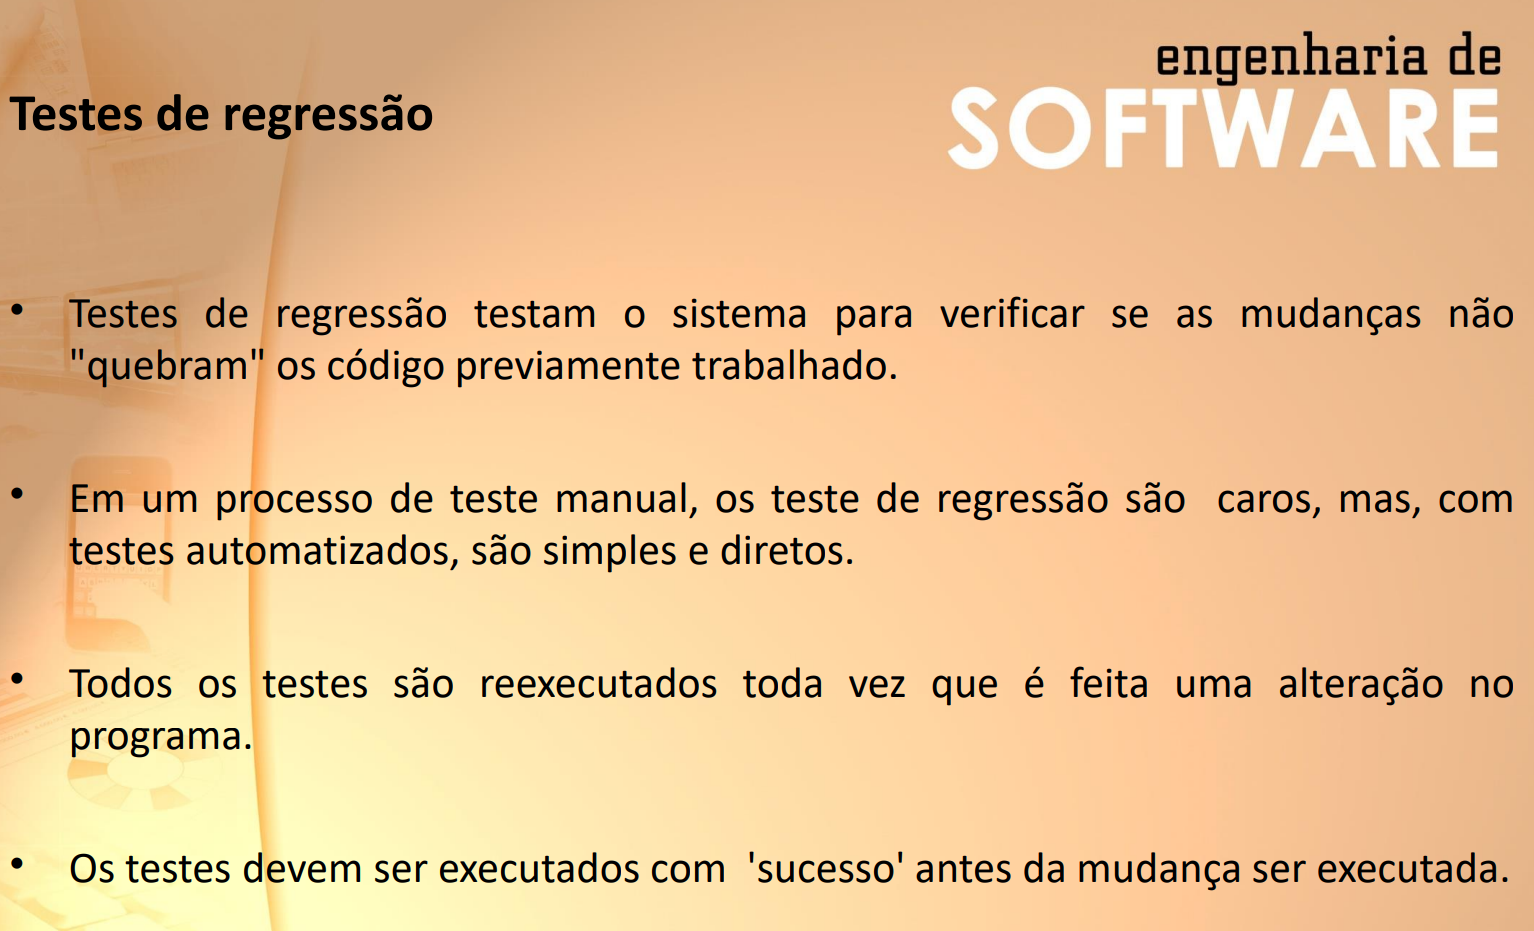 engenharia de
SOFTWARE
Testes de regressão
• Testes de regressão testam o sistema para verificar se as mudanças não
"quebram" os código previamente trabalhado.
• Em um processo de teste manual, os teste de regressão são caros, mas, com
testes automatizados, são simples e diretos.
• Todos os testes são reexecutados toda vez que é feita uma alteração no
programa.
• Os testes devem ser executados com 'sucesso' antes da mudança ser executada.